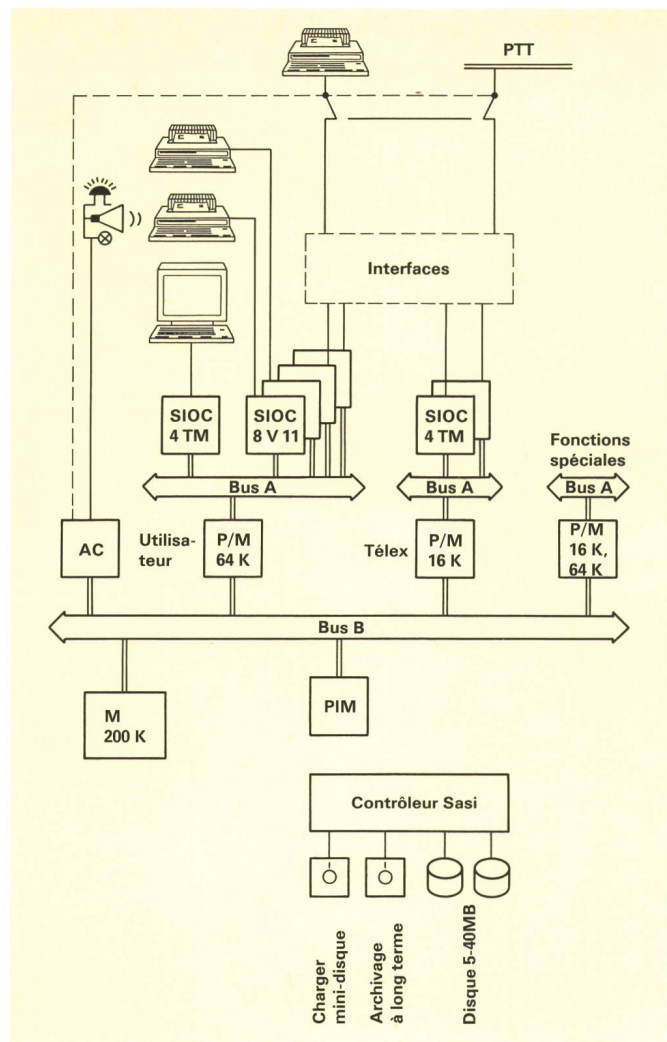 PTT
Interfaces
SIOC
4 TM
SIOC
8 V 11
SIOC
4 TM
Fonctions
spéciales
Bus A
Bus A
Bus A
AC
Utilisa-
teur
P/M
64 K
Télex
P/M
16 K
P/M
16 K,
64 K
Bus B
M
200 K
PIM
Contrôleur Sasi
Charger
mini-disque
Archivage
à long terme
Disque 5-40MB